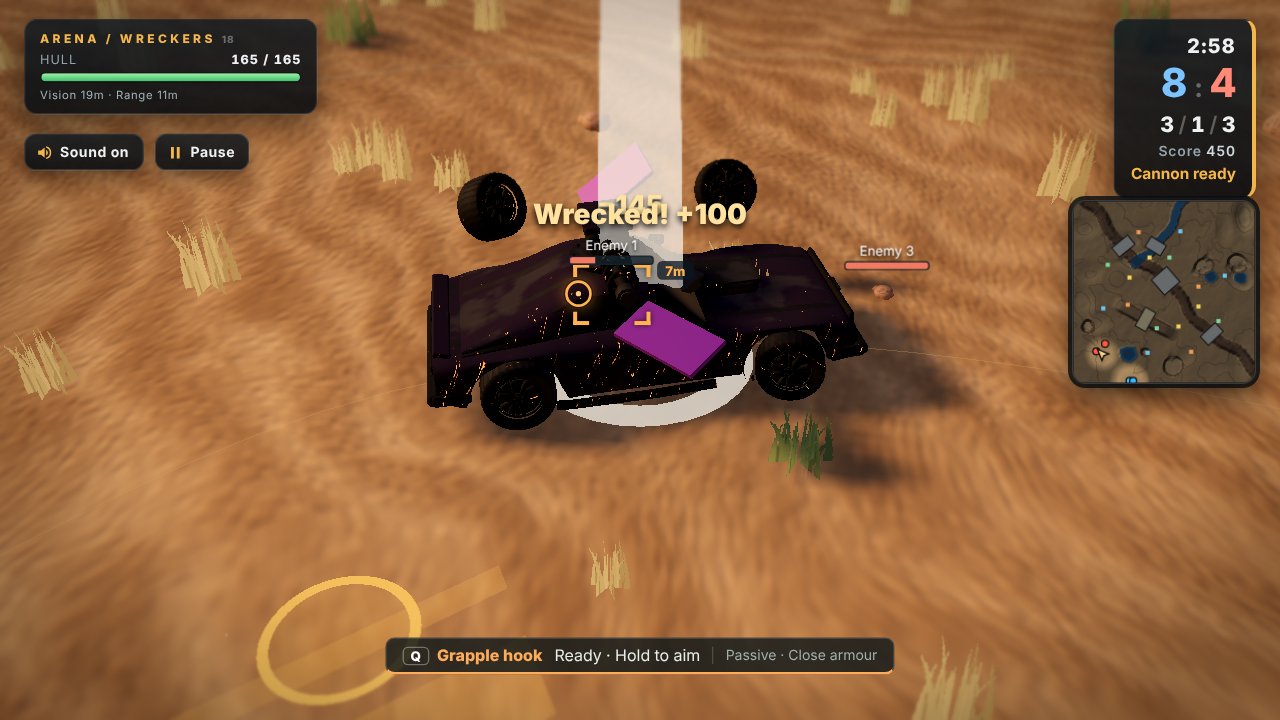 ARENA / WRECKERS 18
HULL 165 / 165
Vision 19m · Range 11m
Sound on
Pause
2:58
8 : 4
3 / 1 / 3
Score 450
Cannon ready
Wrecked! +100
Enemy 1
7m
Enemy 3
Q Grapple hook Ready · Hold to aim Passive · Close armour